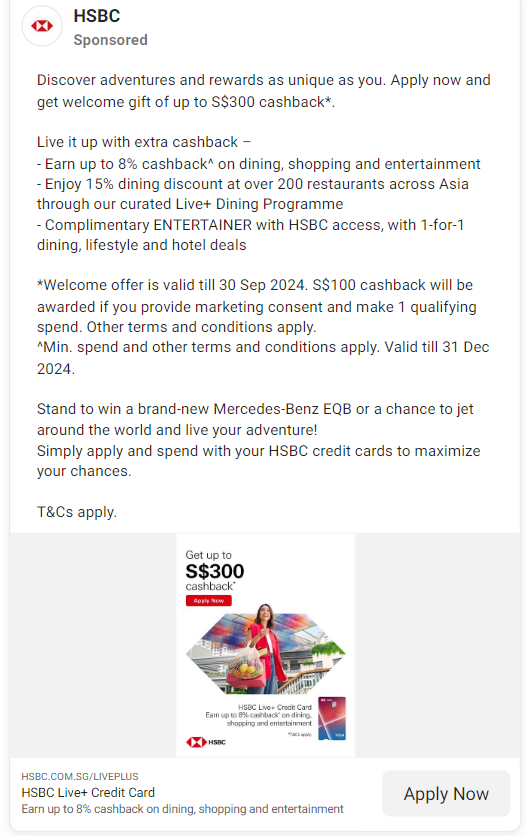 HSBC
Sponsored
Discover adventures and rewards as unique as you. Apply now and
get welcome gift of up to S$300 cashback*.
Live it up with extra cashback –
- Earn up to 8% cashback^ on dining, shopping and entertainment
- Enjoy 15% dining discount at over 200 restaurants across Asia
through our curated Live+ Dining Programme
- Complimentary ENTERTAINER with HSBC access, with 1-for-1
dining, lifestyle and hotel deals
*Welcome offer is valid till 30 Sep 2024. S$100 cashback will be
awarded if you provide marketing consent and make 1 qualifying
spend. Other terms and conditions apply.
^Min. spend and other terms and conditions apply. Valid till 31 Dec
2024.
Stand to win a brand-new Mercedes-Benz EQB or a chance to jet
around the world and live your adventure!
Simply apply and spend with your HSBC credit cards to maximize
your chances.
T&Cs apply.
Get up to
S$300
cashback*
Apply Now
HSBC Live+ Credit Card
Earn up to 8% cashback^ on dining,
shopping and entertainment
*T&Cs apply.
VISA
HSBC
HSBC.COM.SG/LIVEPLUS
HSBC Live+ Credit Card
Earn up to 8% cashback on dining, shopping and entertainment
Apply Now